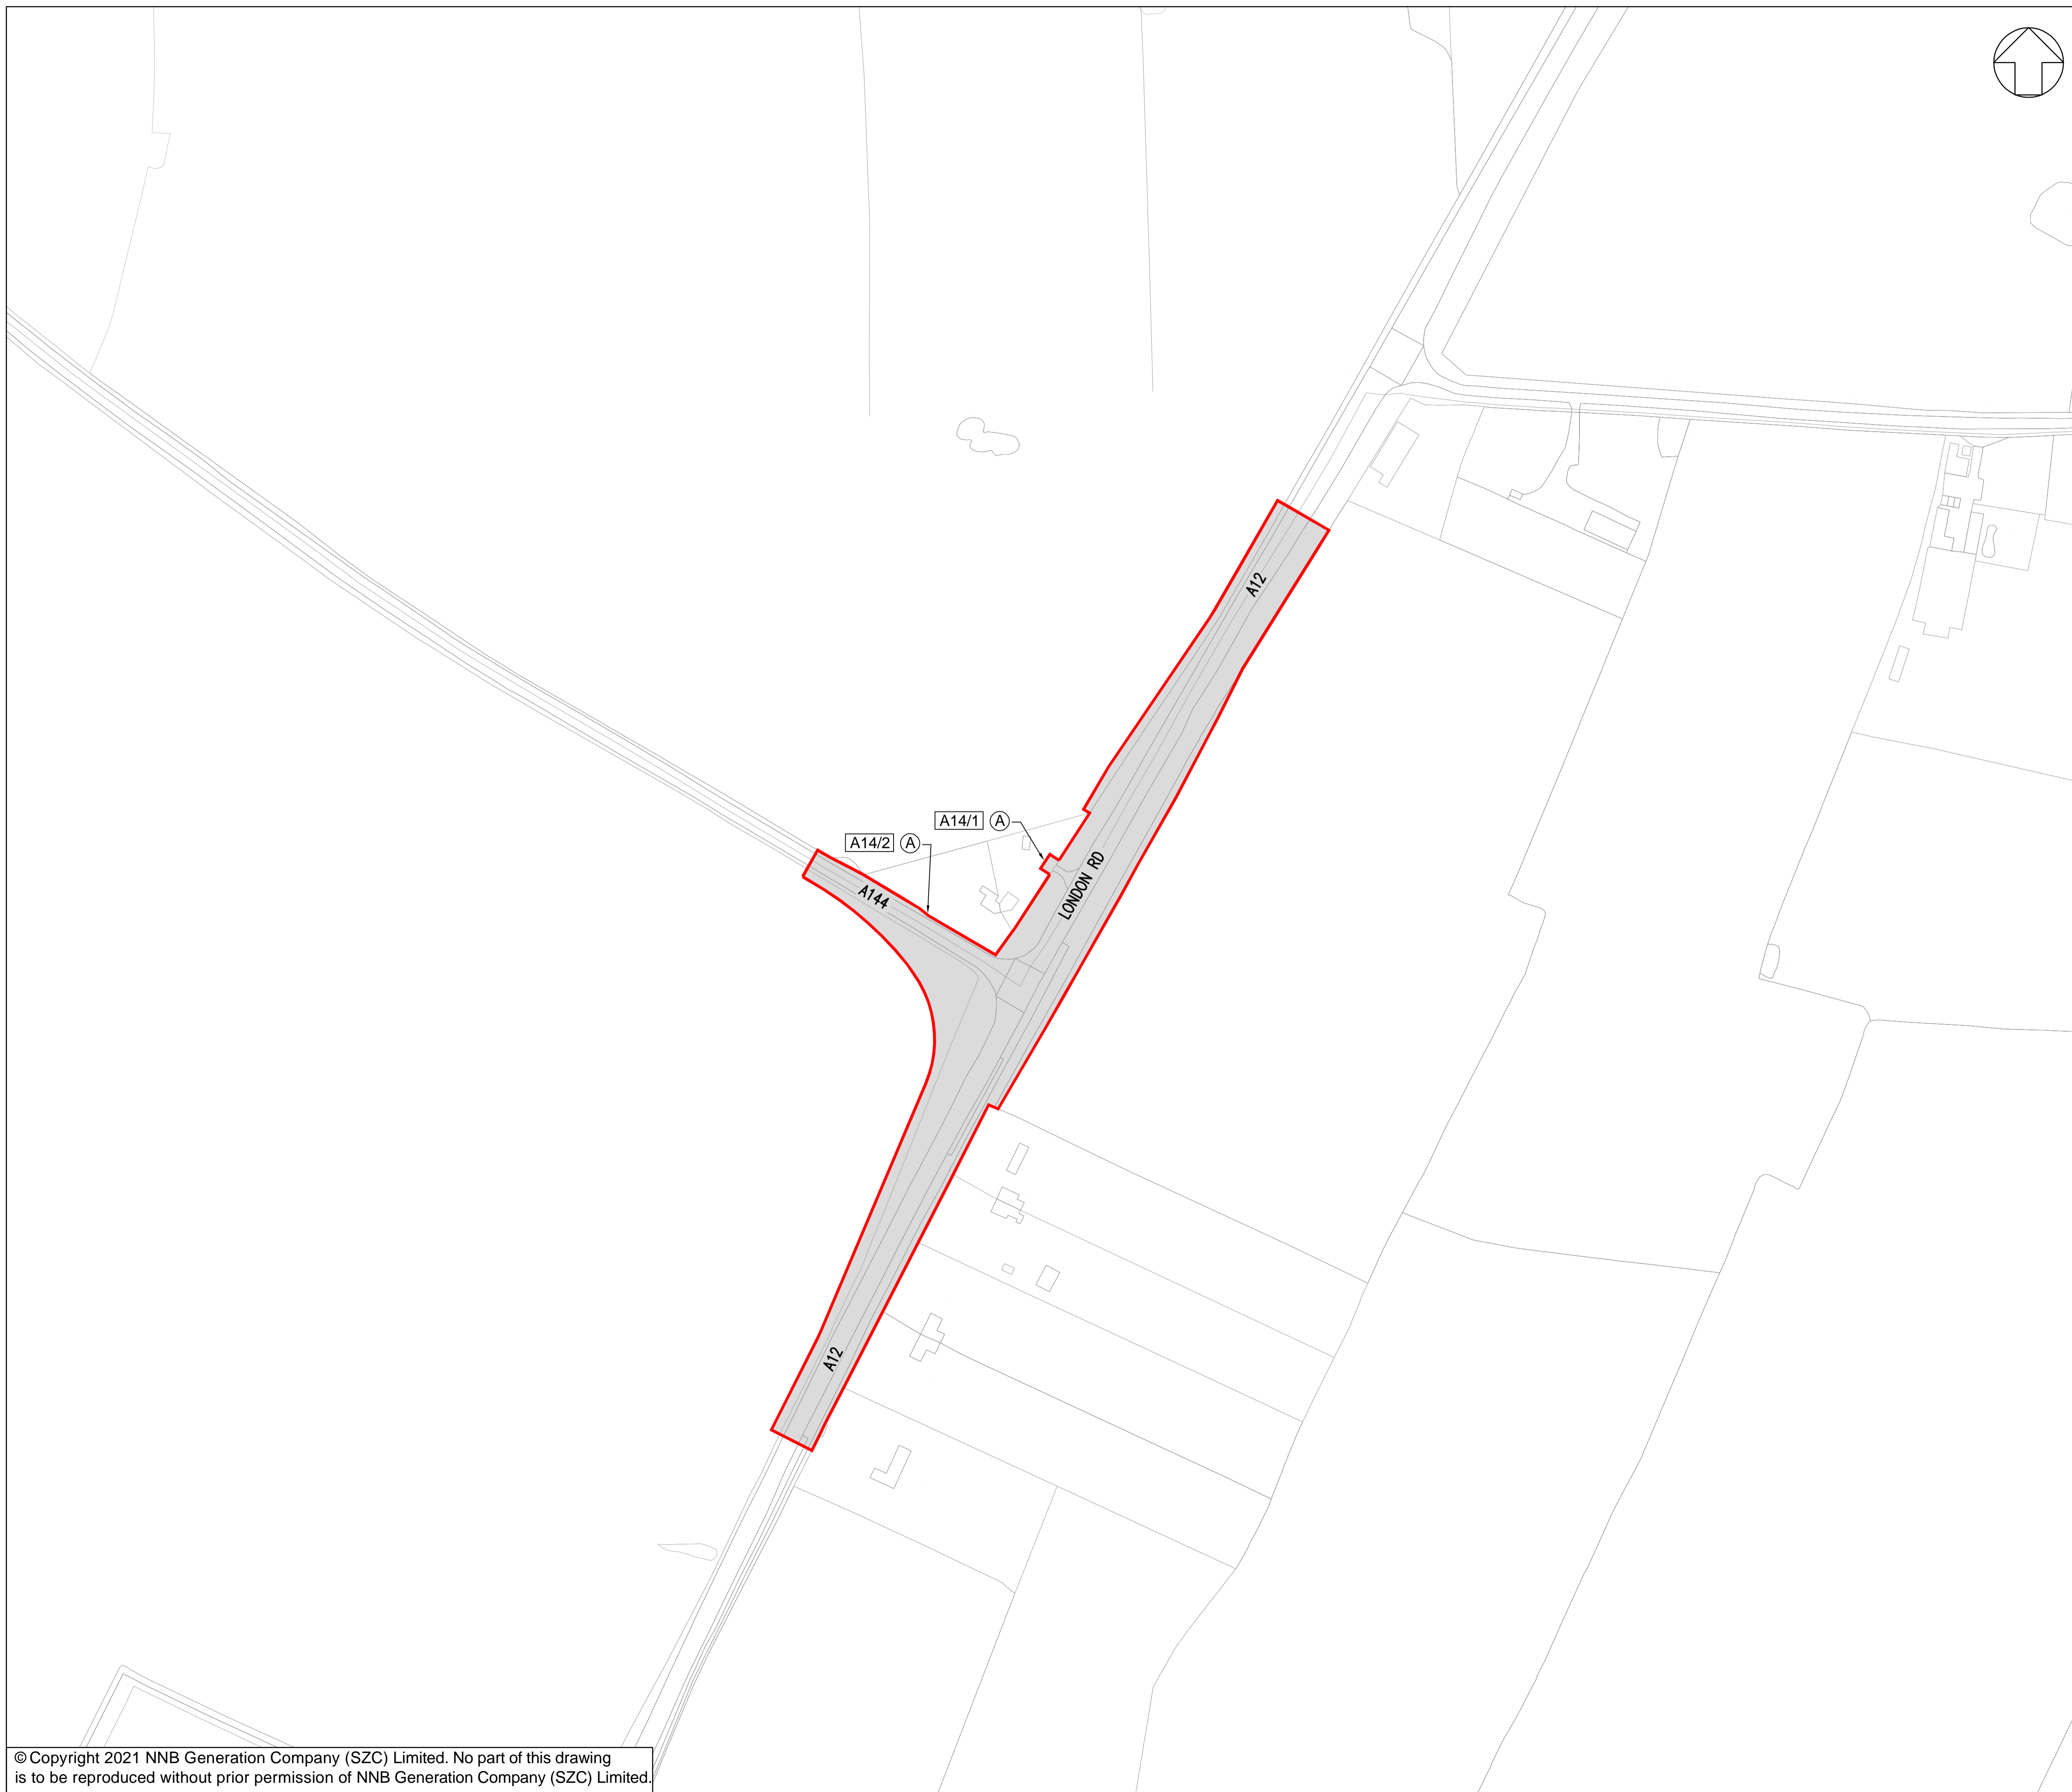 A12
A14/1 A
A14/2 A
LONDON RD
A144
A12
© Copyright 2021 NNB Generation Company (SZC) Limited. No part of this drawing
is to be reproduced without prior permission of NNB Generation Company (SZC) Limited.